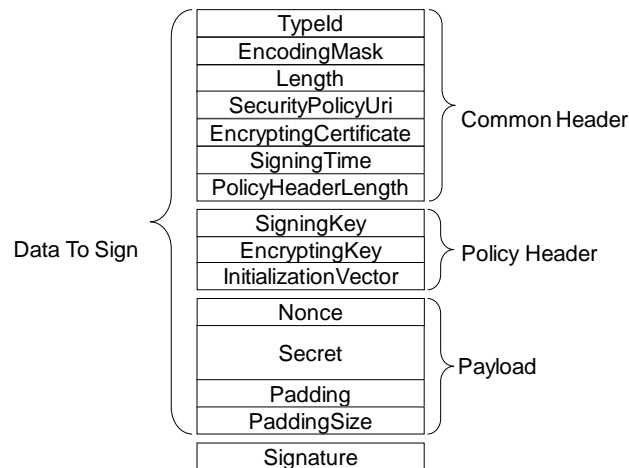 TypeId
EncodingMask
Length
SecurityPolicyUri
EncryptingCertificate
SigningTime
PolicyHeaderLength
Common Header
SigningKey
EncryptingKey
InitializationVector
Policy Header
Data To Sign
Nonce
Secret
Padding
PaddingSize
Payload
Signature